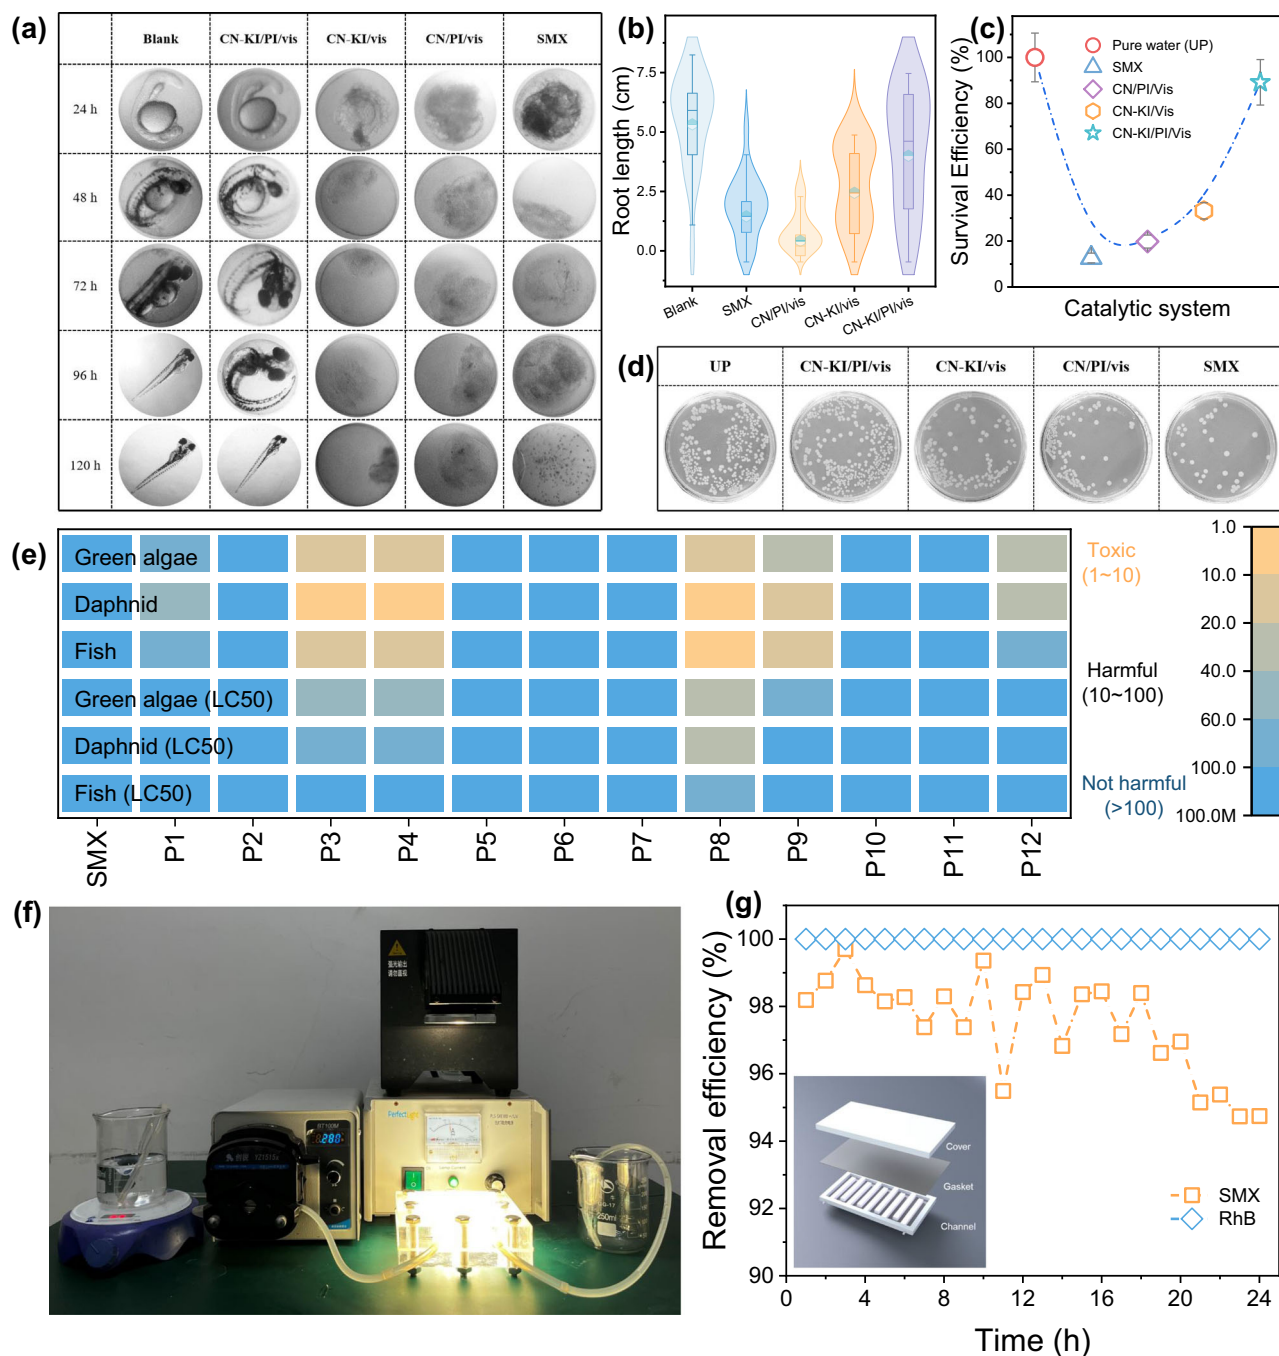 (a)
Blank CN-KI/PI/vis CN-KI/vis CN/PI/vis SMX
24 h
48 h
72 h
96 h
120 h
(b)
Root length (cm)
7.5
5.0
2.5
0.0
Blank SMX CN/PI/vis CN-KI/vis CN-KI/PI/vis
(c)
Survival Efficiency (%)
100
80
60
40
20
0
Pure water (UP)
SMX
CN/PI/Vis
CN-KI/Vis
CN-KI/PI/Vis
Catalytic system
(d)
UP CN-KI/PI/vis CN-KI/vis CN/PI/vis SMX
(e)
Green algae
Daphnid
Fish
Green algae (LC50)
Daphnid (LC50)
Fish (LC50)
SMX P1 P2 P3 P4 P5 P6 P7 P8 P9 P10 P11 P12
Toxic
(1~10)
Harmful
(10~100)
Not harmful
(>100)
1.0
10.0
20.0
40.0
60.0
100.0
100.0M
(f)
PerfectLight
BT100M
280
YZ1515x
250ml
(g)
Removal efficiency (%)
100
98
96
94
92
90
Cover
Gasket
Channel
SMX
RhB
0 4 8 12 16 20 24
Time (h)